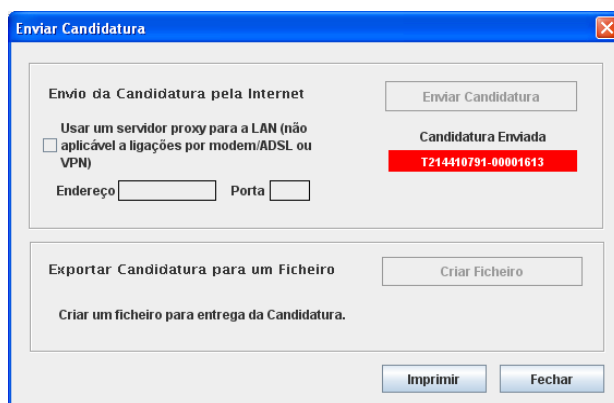 Enviar Candidatura
Envio da Candidatura pela Internet
Enviar Candidatura
Usar um servidor proxy para a LAN (não
aplicável a ligações por modem/ADSL ou
VPN)
Candidatura Enviada
T214410791-00001613
Endereço
Porta
Exportar Candidatura para um Ficheiro
Criar Ficheiro
Criar um ficheiro para entrega da Candidatura.
Imprimir
Fechar